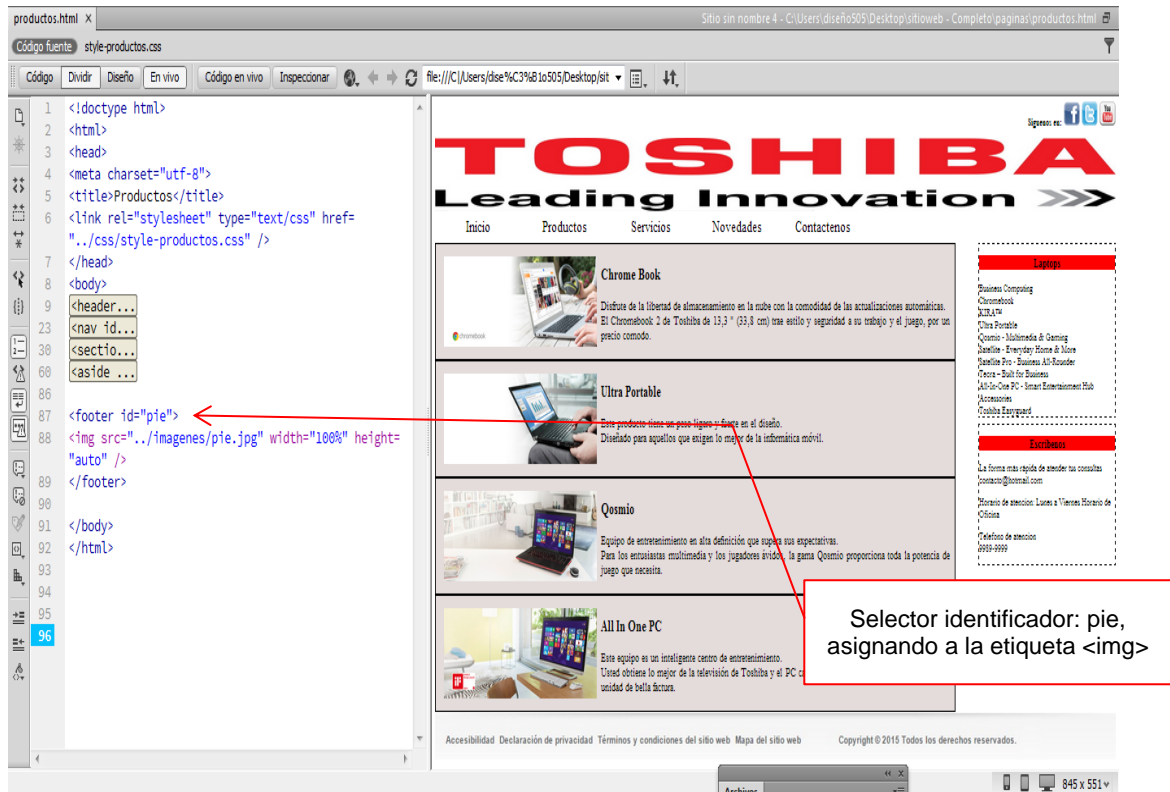 productos.html ×
Sitio sin nombre 4 - C:\Users\diseño505\Desktop\sitioweb - Completo\paginas\productos.html
Código fuente style-productos.css
Código Dividir Diseño En vivo Código en vivo Inspeccionar file:///C|/Users/dise%C3%B1o505/Desktop/sit
1 <!doctype html>
2 <html>
3 <head>
4 <meta charset="utf-8">
5 <title>Productos</title>
6 <link rel="stylesheet" type="text/css" href=
"../css/style-productos.css" />
7 </head>
8 <body>
9 <header...
23 <nav id...
30 <sectio...
60 <aside ...
86
87 <footer id="pie">
88 <img src="../imagenes/pie.jpg" width="100%" height=
"auto" />
89 </footer>
90
91 </body>
92 </html>
93
94
95
96
Siguenos en:
You
TOSHIBA
Leading Innovation >>>
Inicio Productos Servicios Novedades Contactenos
chromebook
Chrome Book
Disfrute de la libertad de almacenamiento en la nube con la comodidad de las actualizaciones automáticas.
El Chromebook 2 de Toshiba de 13,3 " (33,8 cm) trae estilo y seguridad a su trabajo y el juego, por un
precio comodo.
Ultra Portable
Este producto tiene un peso ligero y fuerte en el diseño.
Diseñado para aquellos que exigen lo mejor de la informática móvil.
Qosmio
Equipo de entretenimiento en alta definición que supera sus expectativas.
Para los entusiastas multimedia y los jugadores ávidos, la gama Qosmio proporciona toda la potencia de
juego que necesita.
All In One PC
Este equipo es un inteligente centro de entretenimiento.
Usted obtiene lo mejor de la televisión de Toshiba y el PC
unidad de bella factura.
Laptops
Business Computing
Chromebook
KIRA™
Ultra Portable
Qosmio - Multimedia & Gaming
Satellite - Everyday Home & More
Satellite Pro - Business All-Rounder
Tecra – Built for Business
All-In-One PC - Smart Entertainment Hub
Accessories
Toshiba Easyguard
Escribenos
La forma más rápida de atender tus consultas
contacto@hotmail.com
Horario de atencion: Lunes a Viernes Horario de
Oficina
Telefono de atencion
9989-9999
Selector identificador: pie,
asignando a la etiqueta <img>
Accesibilidad Declaración de privacidad Términos y condiciones del sitio web Mapa del sitio web Copyright © 2015 Todos los derechos reservados.
Archivos
845 x 551